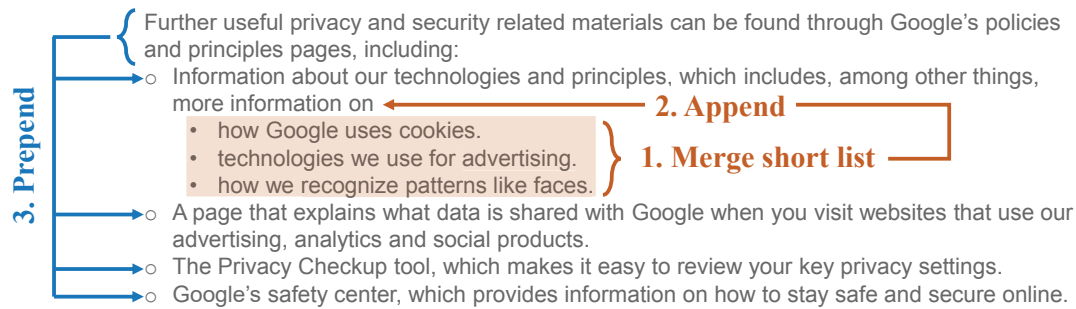 Further useful privacy and security related materials can be found through Google's policies
and principles pages, including:
○ Information about our technologies and principles, which includes, among other things,
more information on
2. Append
• how Google uses cookies.
• technologies we use for advertising.
• how we recognize patterns like faces.
1. Merge short list
3. Prepend
○ A page that explains what data is shared with Google when you visit websites that use our
advertising, analytics and social products.
○ The Privacy Checkup tool, which makes it easy to review your key privacy settings.
○ Google's safety center, which provides information on how to stay safe and secure online.